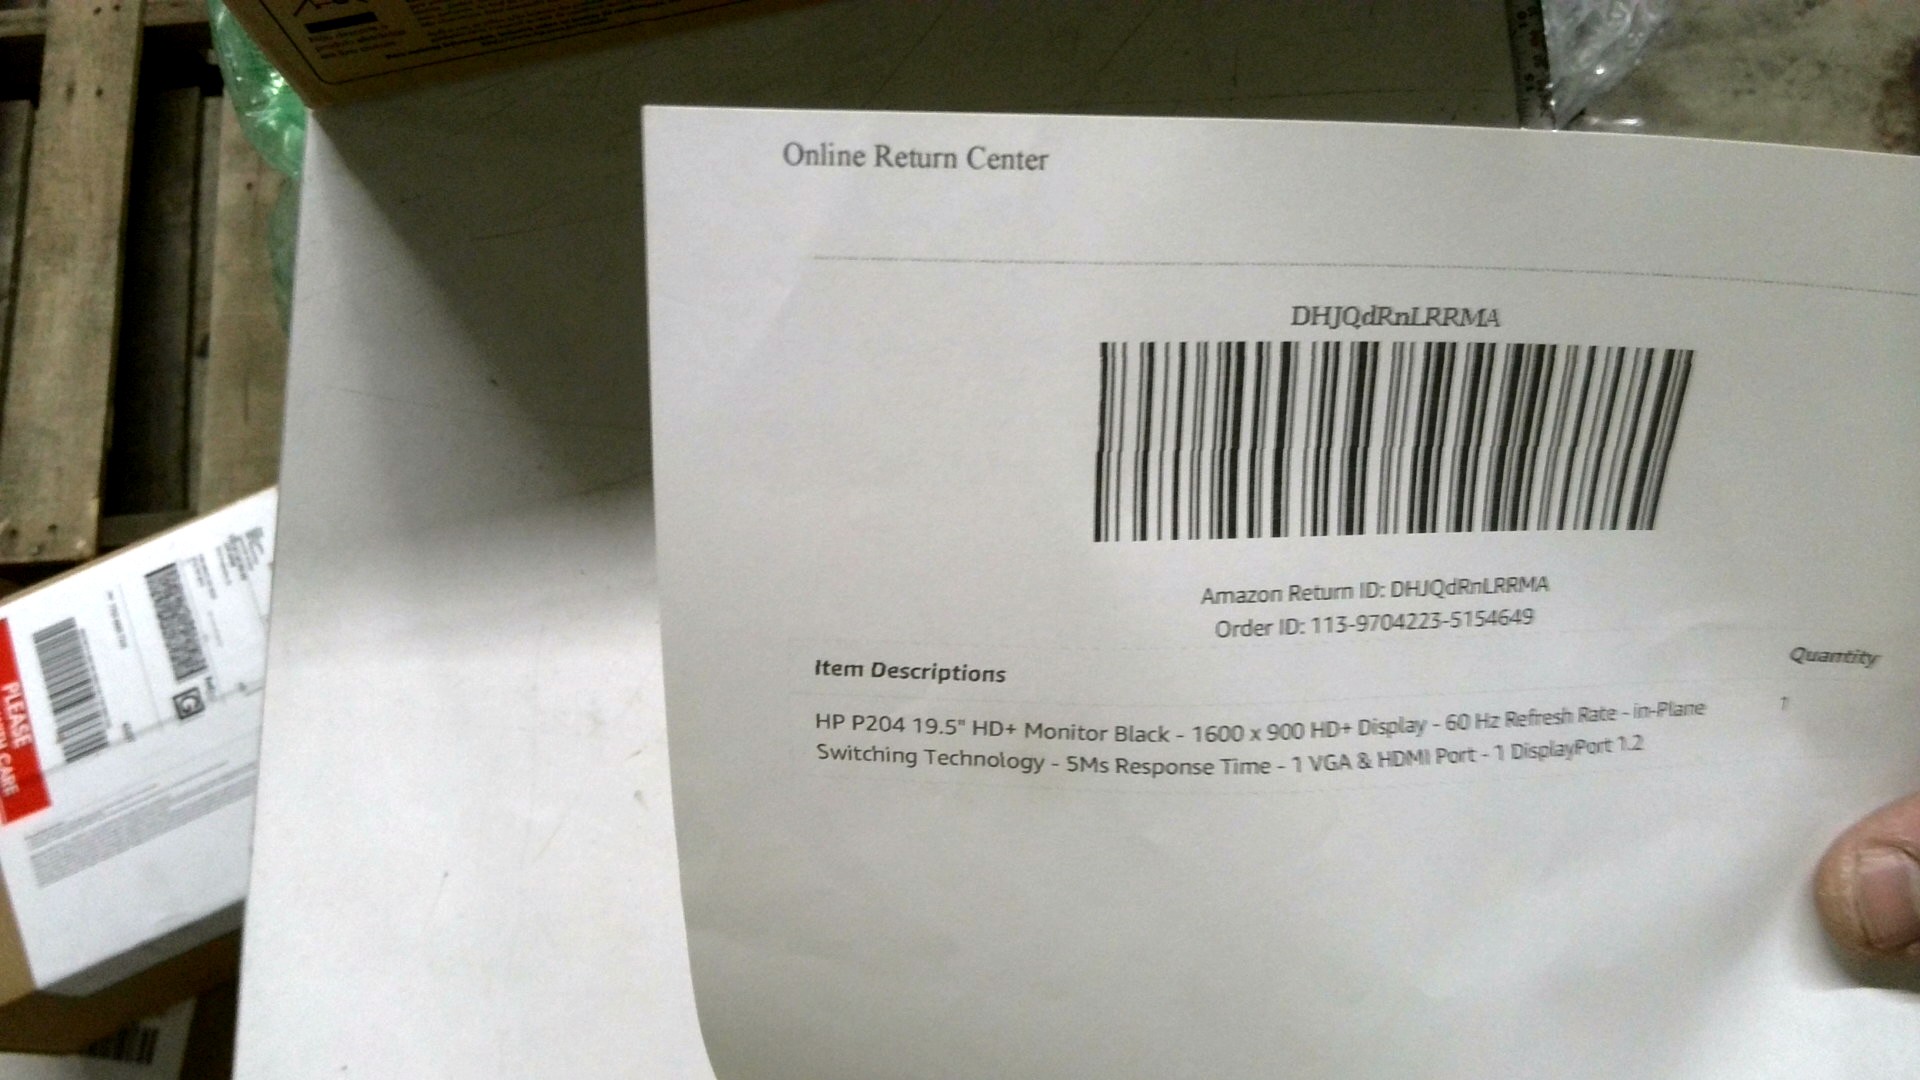 Online Return Center
DHJQdRnLRRMA
Amazon Return ID: DHJQdRnLRRMA
Order ID: 113-9704223-5154649
Item Descriptions
Quantity
HP P204 19.5" HD+ Monitor Black - 1600 x 900 HD+ Display - 60 Hz Refresh Rate - in-Plane
1
Switching Technology - 5Ms Response Time - 1 VGA & HDMI Port - 1 DisplayPort 1.2
PLEASE
CARE
G